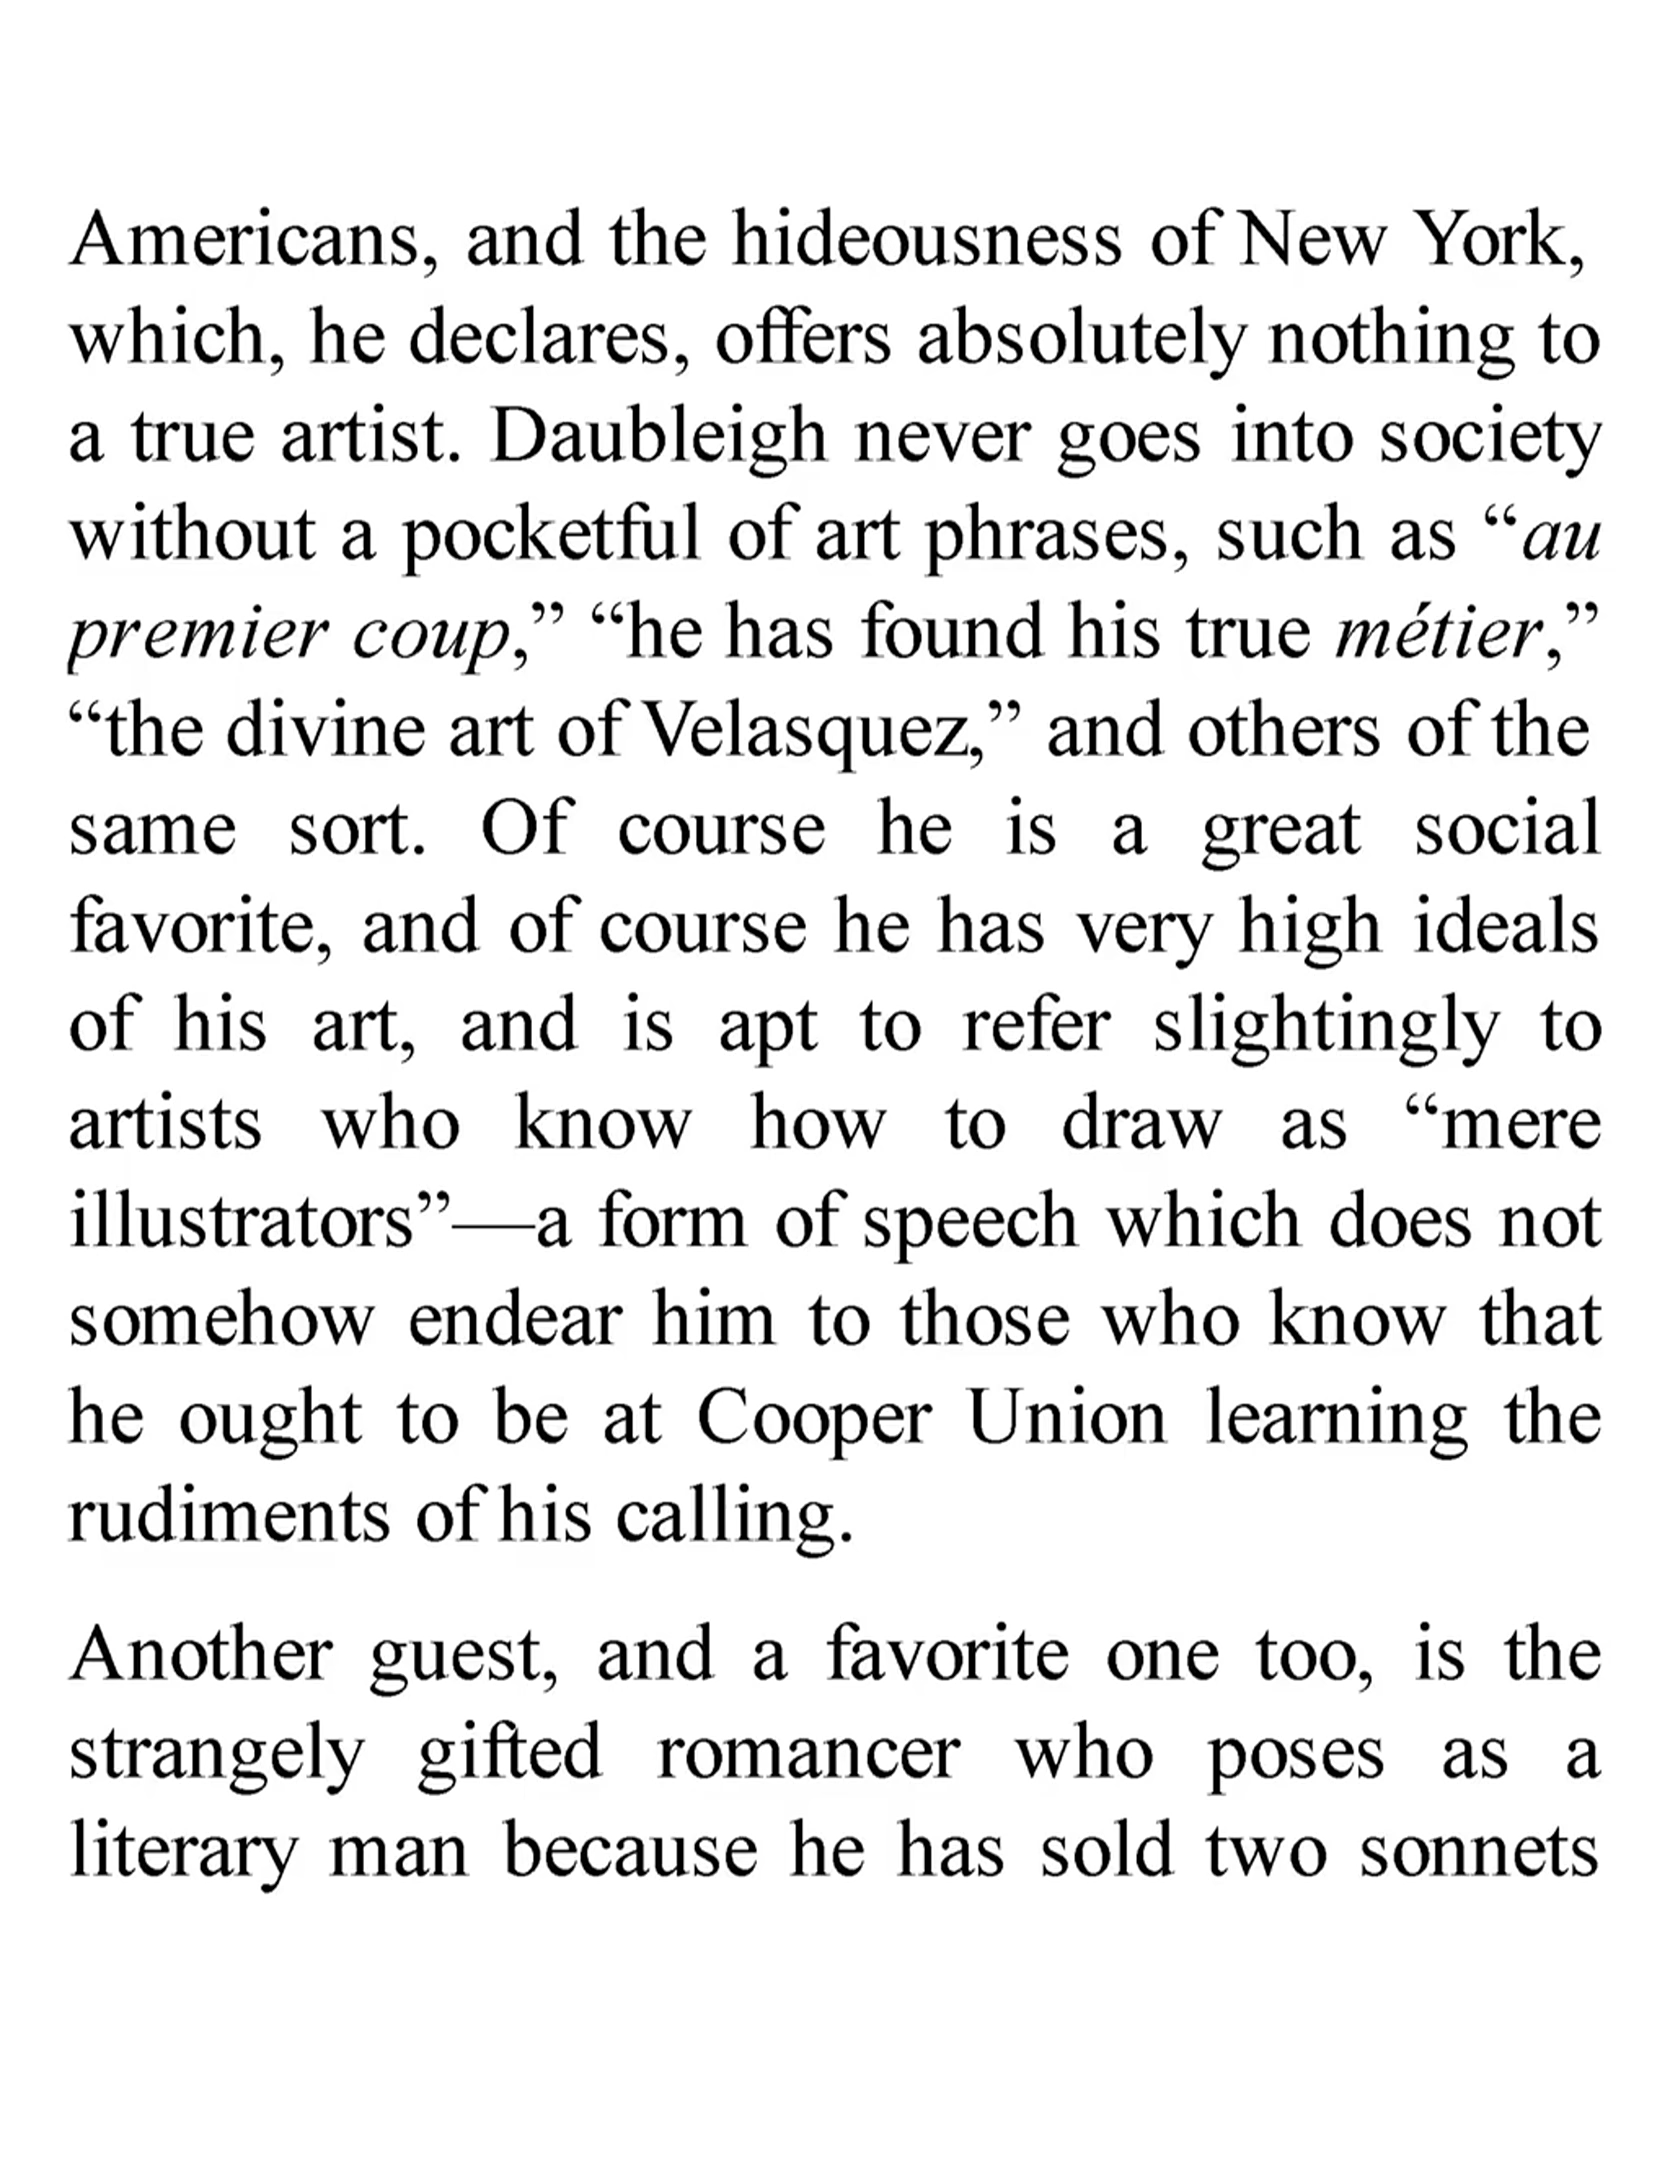 Americans, and the hideousness of New York,
which, he declares, offers absolutely nothing to
a true artist. Daubleigh never goes into society
without a pocketful of art phrases, such as “au
premier coup,” “he has found his true métier,”
“the divine art of Velasquez,” and others of the
same sort. Of course he is a great social
favorite, and of course he has very high ideals
of his art, and is apt to refer slightingly to
artists who know how to draw as “mere
illustrators”—a form of speech which does not
somehow endear him to those who know that
he ought to be at Cooper Union learning the
rudiments of his calling.
Another guest, and a favorite one too, is the
strangely gifted romancer who poses as a
literary man because he has sold two sonnets